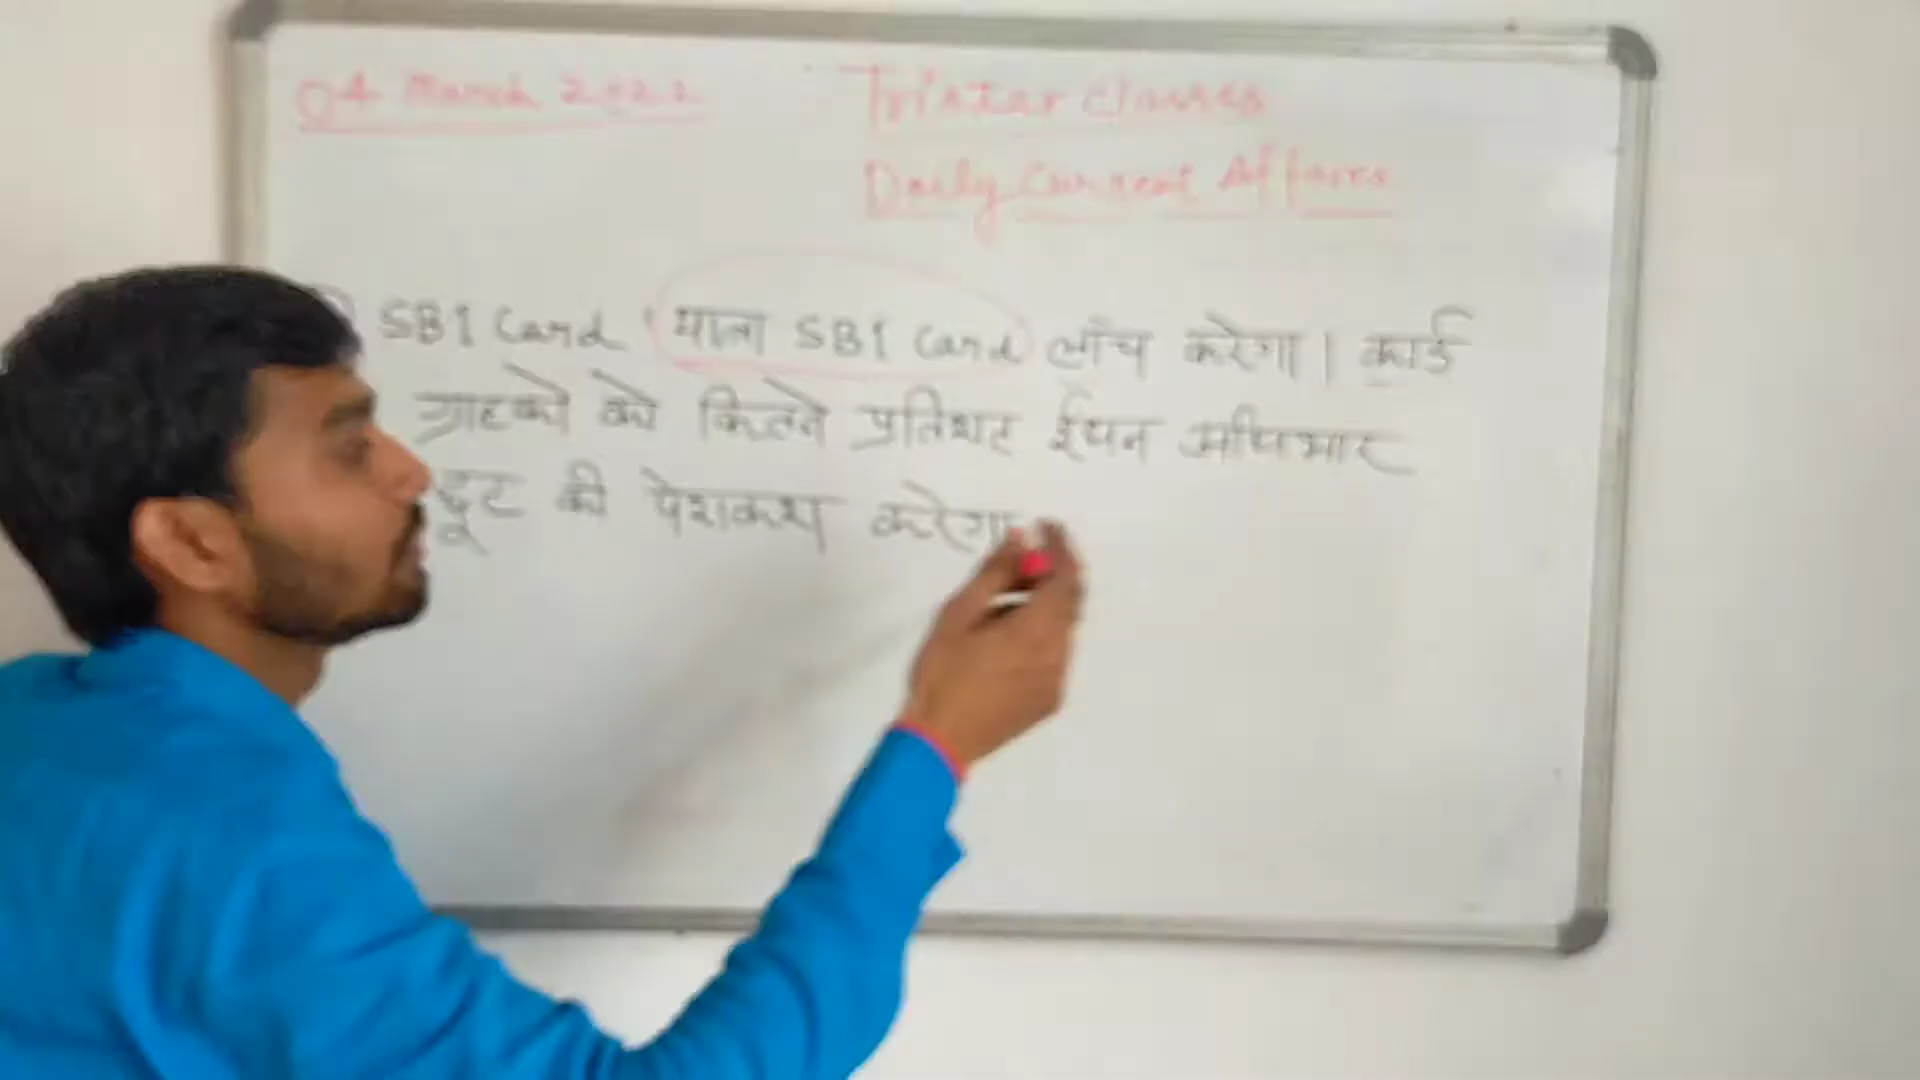 04 March 2022
Tristar Classes
Daily Current Affairs
SBI Card 'माता SBI Card लाँच करेगा। कार्ड
ग्राहको को कितने प्रतिशत ईंधन अधिभार
छूट की पेशकश करेगा